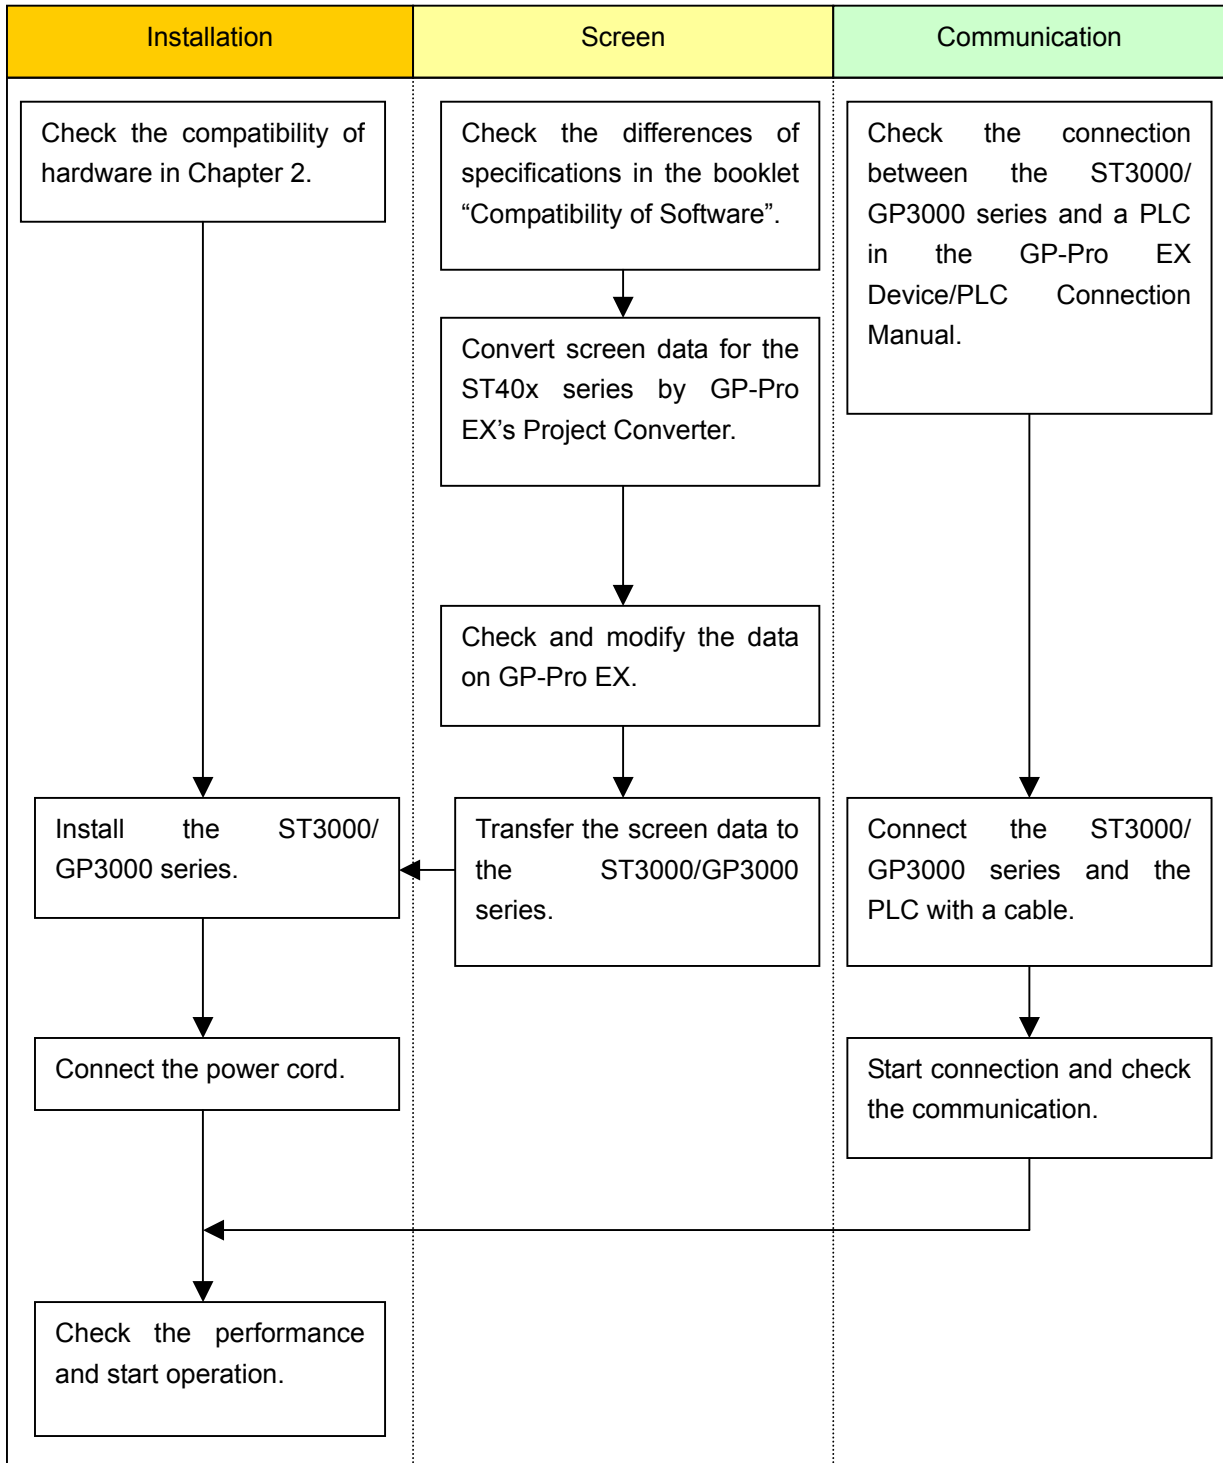 Installation
Screen
Communication
Check the compatibility of
hardware in Chapter 2.
Check the differences of
specifications in the booklet
“Compatibility of Software”.
Check the connection
between the ST3000/
GP3000 series and a PLC
in the GP-Pro EX
Device/PLC Connection
Manual.
Convert screen data for the
ST40x series by GP-Pro
EX’s Project Converter.
Check and modify the data
on GP-Pro EX.
Install the ST3000/
GP3000 series.
Transfer the screen data to
the ST3000/GP3000
series.
Connect the ST3000/
GP3000 series and the
PLC with a cable.
Connect the power cord.
Start connection and check
the communication.
Check the performance
and start operation.